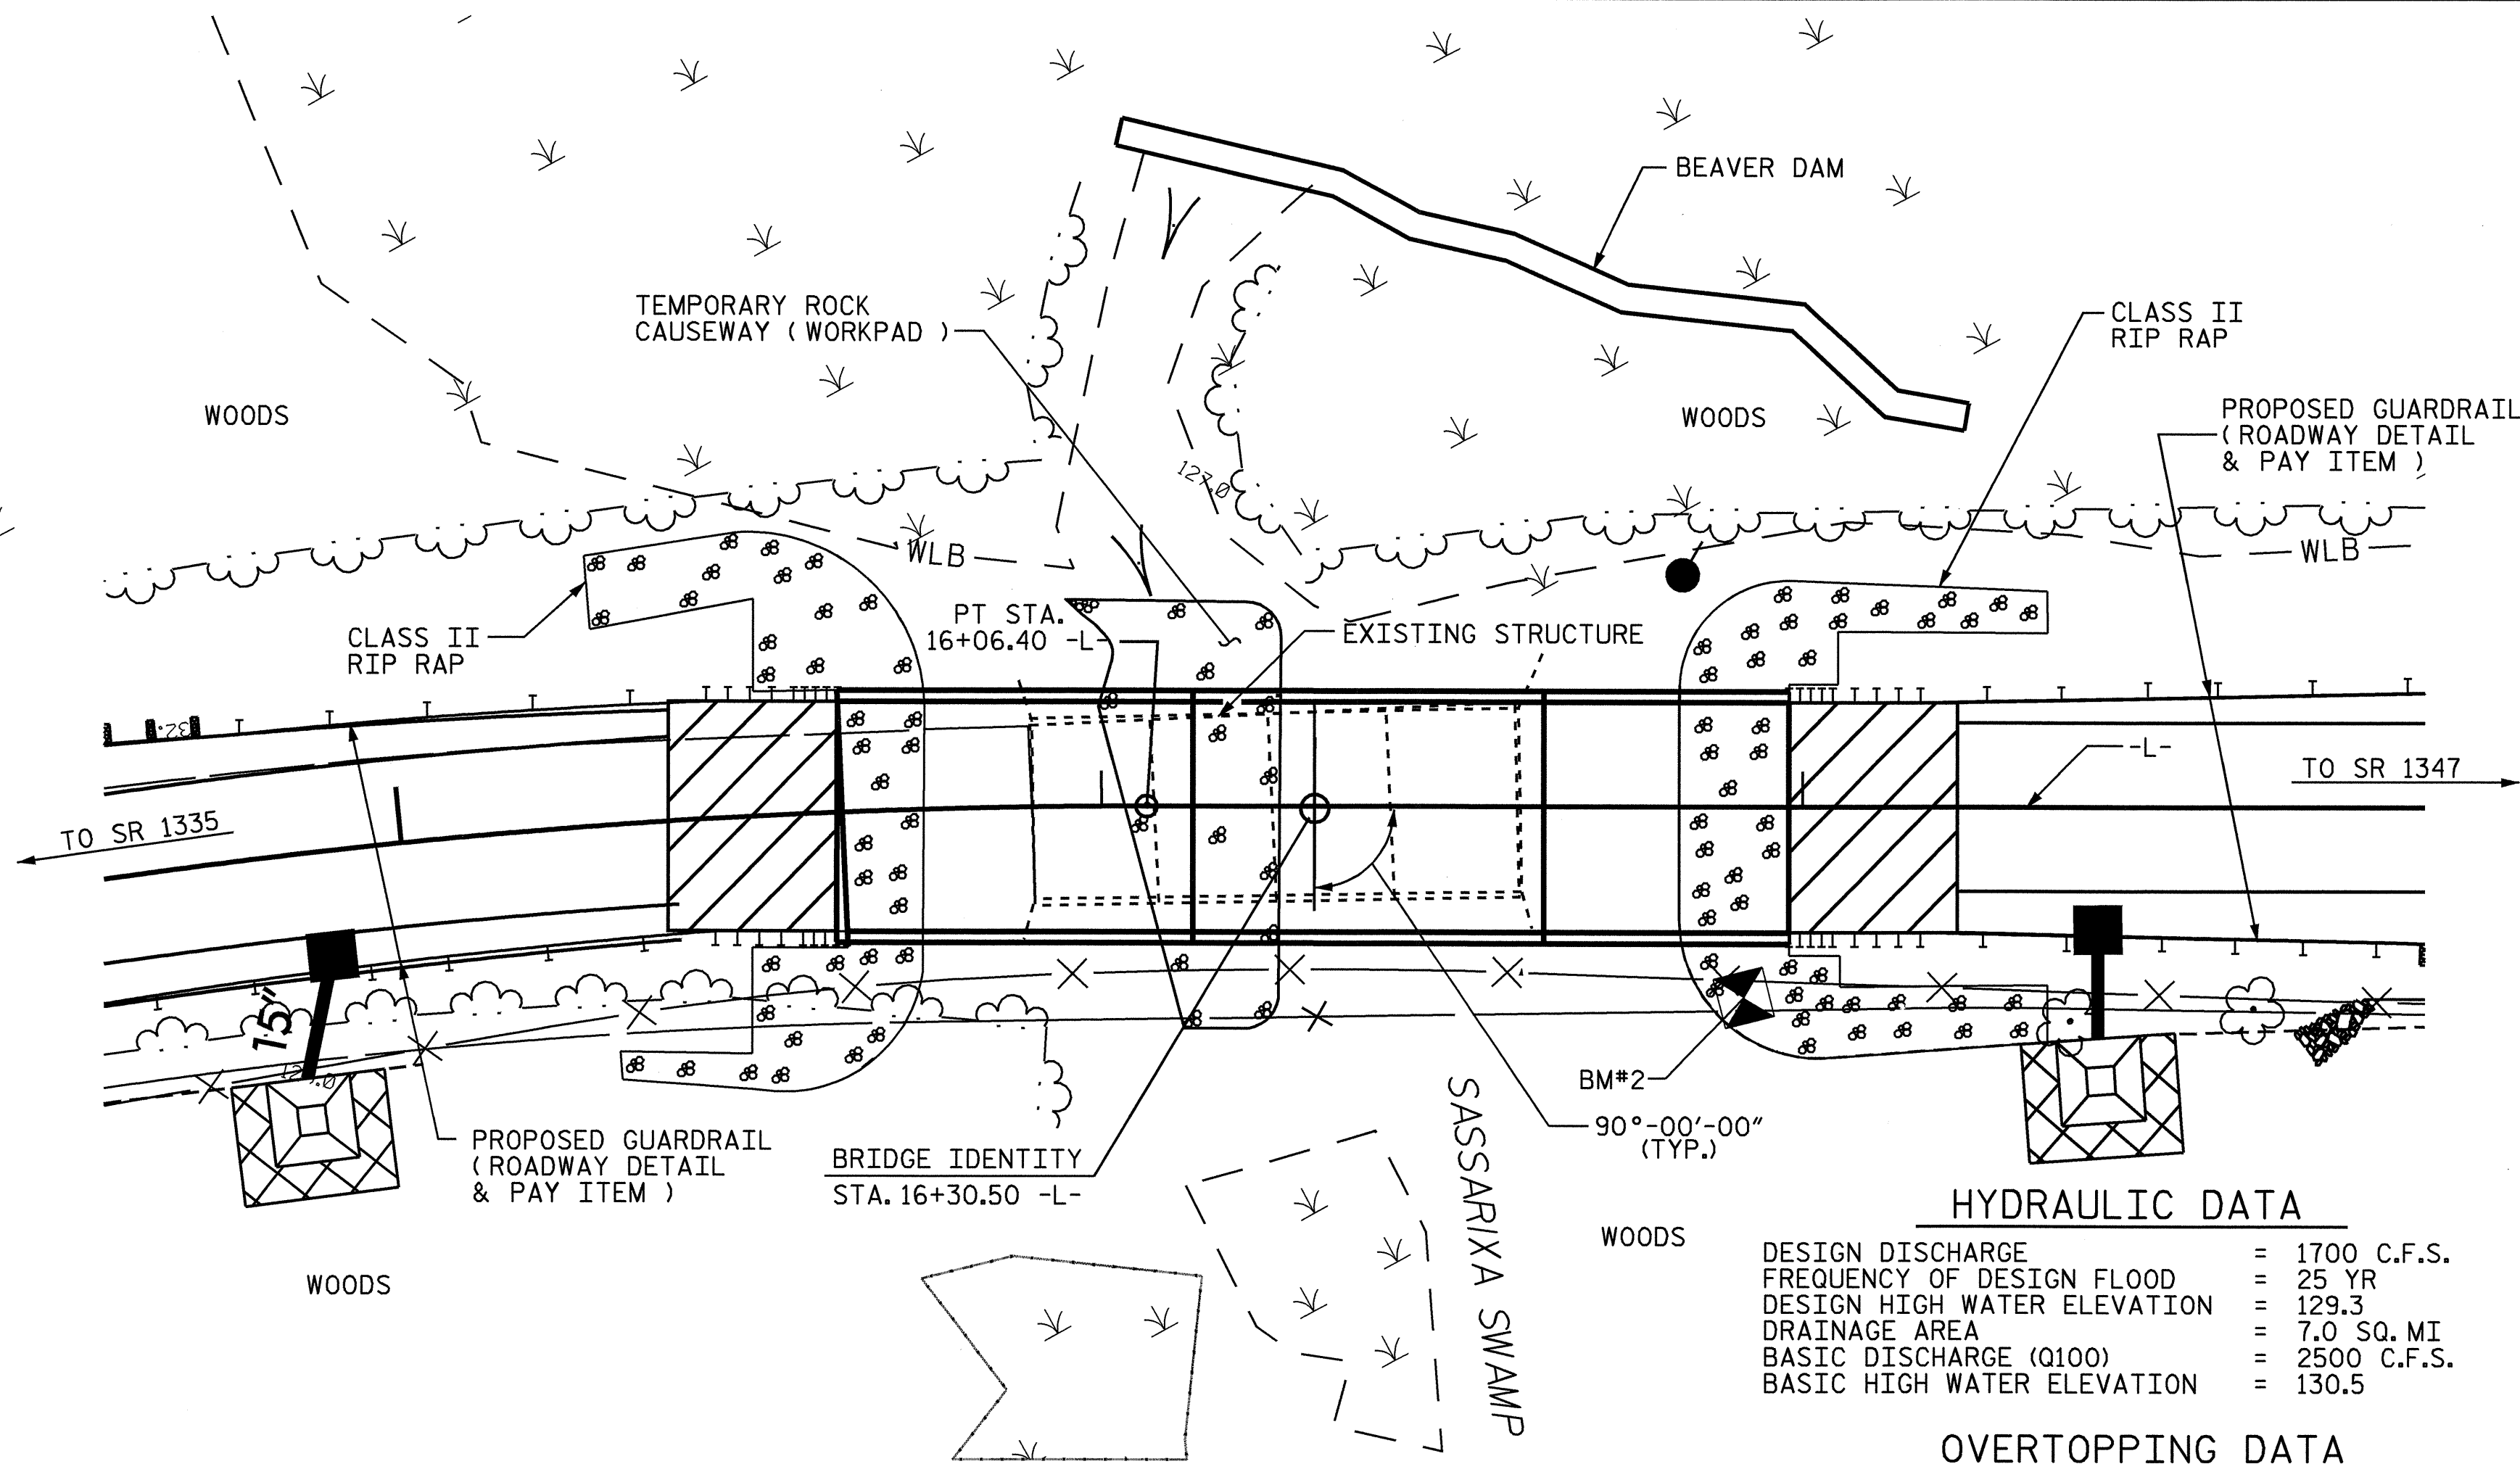 BEAVER DAM
TEMPORARY ROCK
CAUSEWAY ( WORKPAD )
CLASS II
RIP RAP
WOODS
WOODS
PROPOSED GUARDRAIL
( ROADWAY DETAIL
& PAY ITEM )
127.0
WLB
WLB
PT STA.
16+06.40 -L-
EXISTING STRUCTURE
CLASS II
RIP RAP
-L-
TO SR 1347
TO SR 1335
15"
BM#2
90°-00'-00"
(TYP.)
PROPOSED GUARDRAIL
( ROADWAY DETAIL
& PAY ITEM )
BRIDGE IDENTITY
STA. 16+30.50 -L-
SASSARIXA SWAMP
WOODS
WOODS
HYDRAULIC DATA
DESIGN DISCHARGE = 1700 C.F.S.
FREQUENCY OF DESIGN FLOOD = 25 YR
DESIGN HIGH WATER ELEVATION = 129.3
DRAINAGE AREA = 7.0 SQ. MI
BASIC DISCHARGE (Q100) = 2500 C.F.S.
BASIC HIGH WATER ELEVATION = 130.5
OVERTOPPING DATA